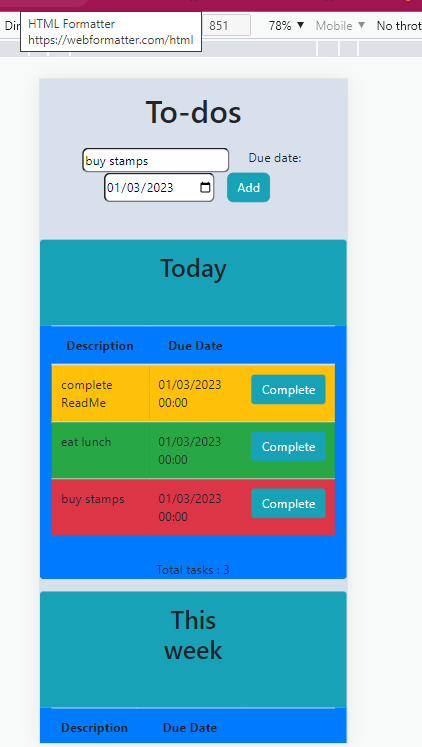 HTML Formatter
https://webformatter.com/html
851
78% ▼
Mobile ▼
No throt
To-dos
buy stamps
Due date:
01/03/2023
Add
Today
Description Due Date
complete ReadMe
01/03/2023 00:00
Complete
eat lunch
01/03/2023 00:00
Complete
buy stamps
01/03/2023 00:00
Complete
Total tasks : 3
This
week
Description Due Date